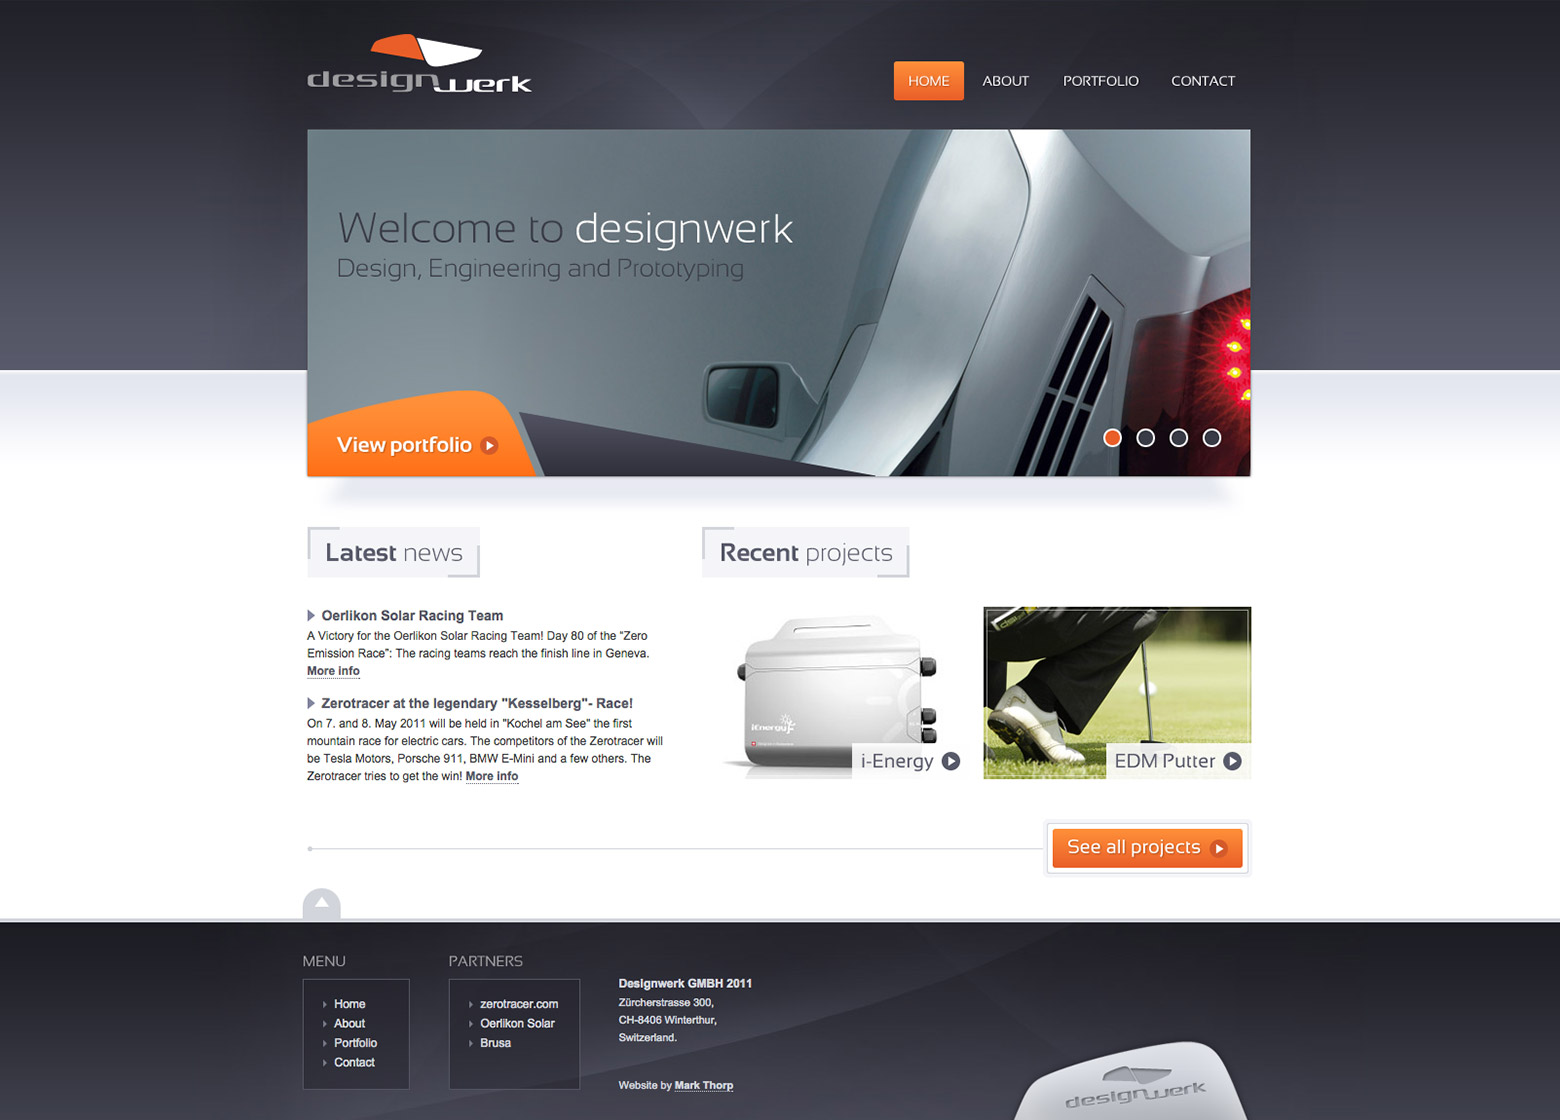 designwerk
HOME ABOUT PORTFOLIO CONTACT
Welcome to designwerk
Design, Engineering and Prototyping
View portfolio
Latest news
Recent projects
Oerlikon Solar Racing Team
A Victory for the Oerlikon Solar Racing Team! Day 80 of the "Zero
Emission Race": The racing teams reach the finish line in Geneva.
More info
Zerotracer at the legendary "Kesselberg"- Race!
On 7. and 8. May 2011 will be held in "Kochel am See" the first
mountain race for electric cars. The competitors of the Zerotracer will
be Tesla Motors, Porsche 911, BMW E-Mini and a few others. The
Zerotracer tries to get the win! More info
iEnergy
i-Energy
EDM Putter
See all projects
MENU
Home
About
Portfolio
Contact
PARTNERS
zerotracer.com
Oerlikon Solar
Brusa
Designwerk GMBH 2011
Zürcherstrasse 300,
CH-8406 Winterthur,
Switzerland.
Website by Mark Thorp
designwerk